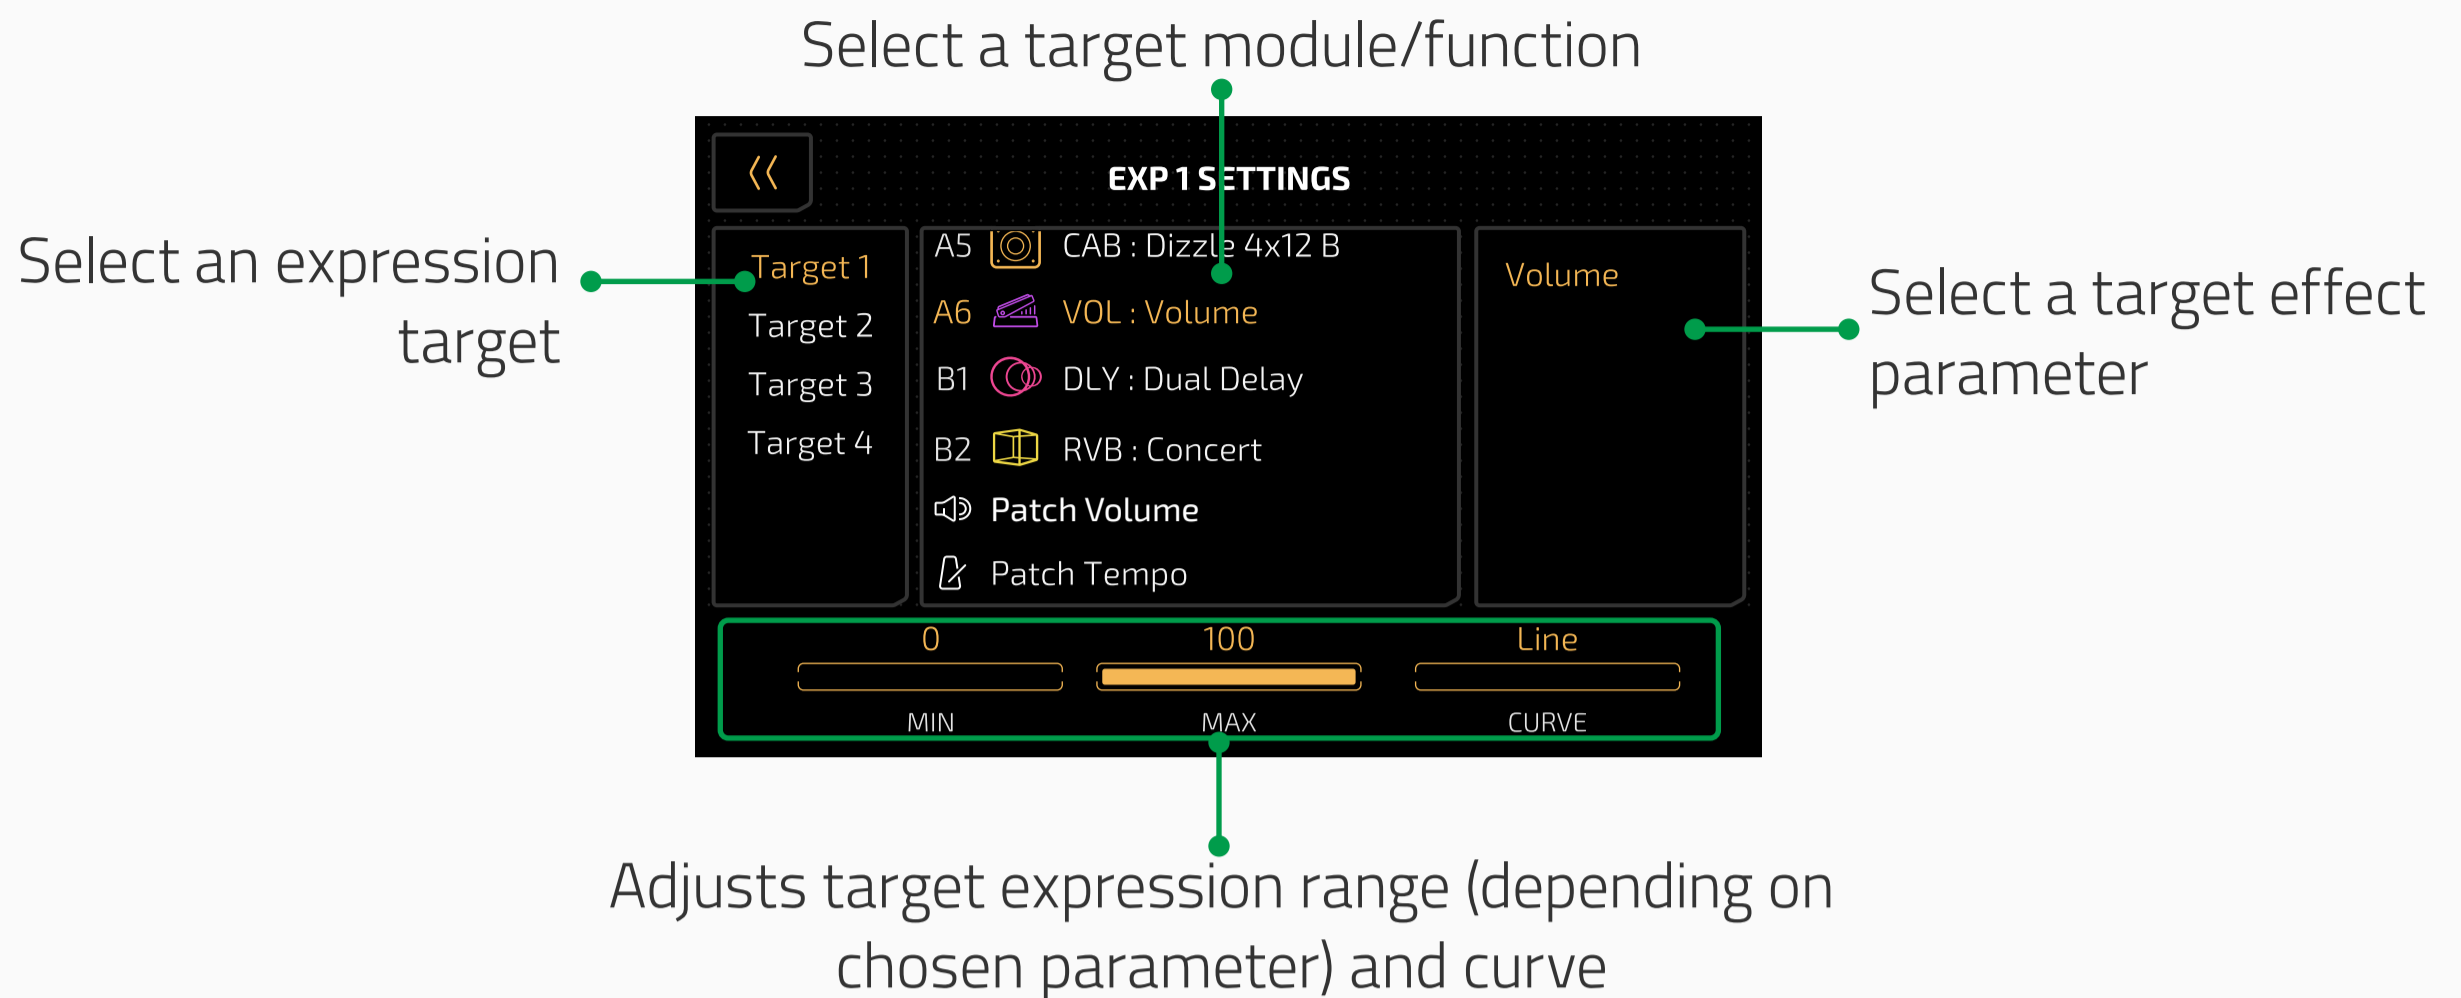 Select a target module/function
EXP 1 SETTINGS
Select an expression
target
Target 1
Target 2
Target 3
Target 4
A5 CAB : Dizzle 4x12 B
A6 VOL : Volume
B1 DLY : Dual Delay
B2 RVB : Concert
Patch Volume
Patch Tempo
Volume
Select a target effect
parameter
0 100 Line
MIN MAX CURVE
Adjusts target expression range (depending on
chosen parameter) and curve